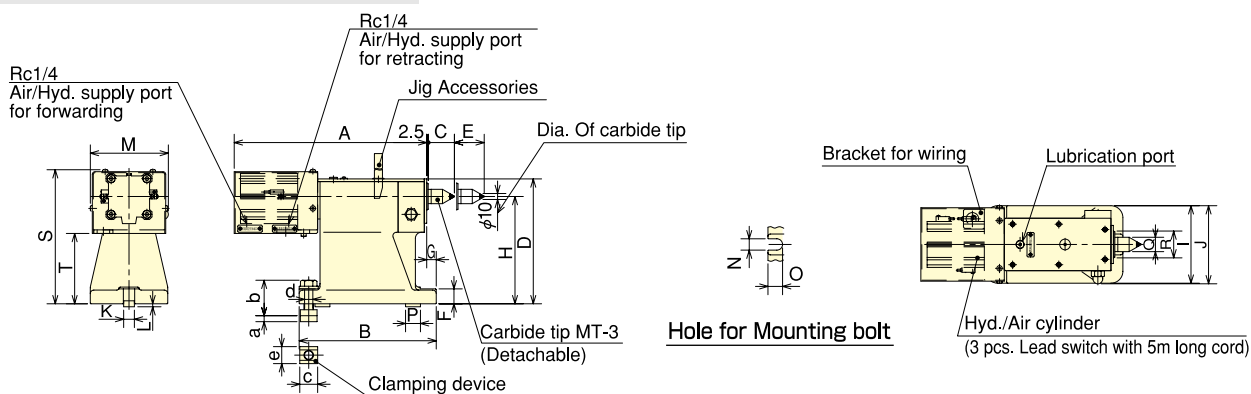 Rc1/4
Air/Hyd. supply port
for retracting
Rc1/4
Air/Hyd. supply port
for forwarding
Jig Accessories
Dia. Of carbide tip
M
A
2.5
C
E
φ10
S
T
K
L
G
H
D
b
d
a
B
P
F
e
c
Carbide tip MT-3
(Detachable)
Clamping device
N
O
Hole for Mounting bolt
Bracket for wiring
Lubrication port
Q
R
I
J
Hyd./Air cylinder
(3 pcs. Lead switch with 5m long cord)